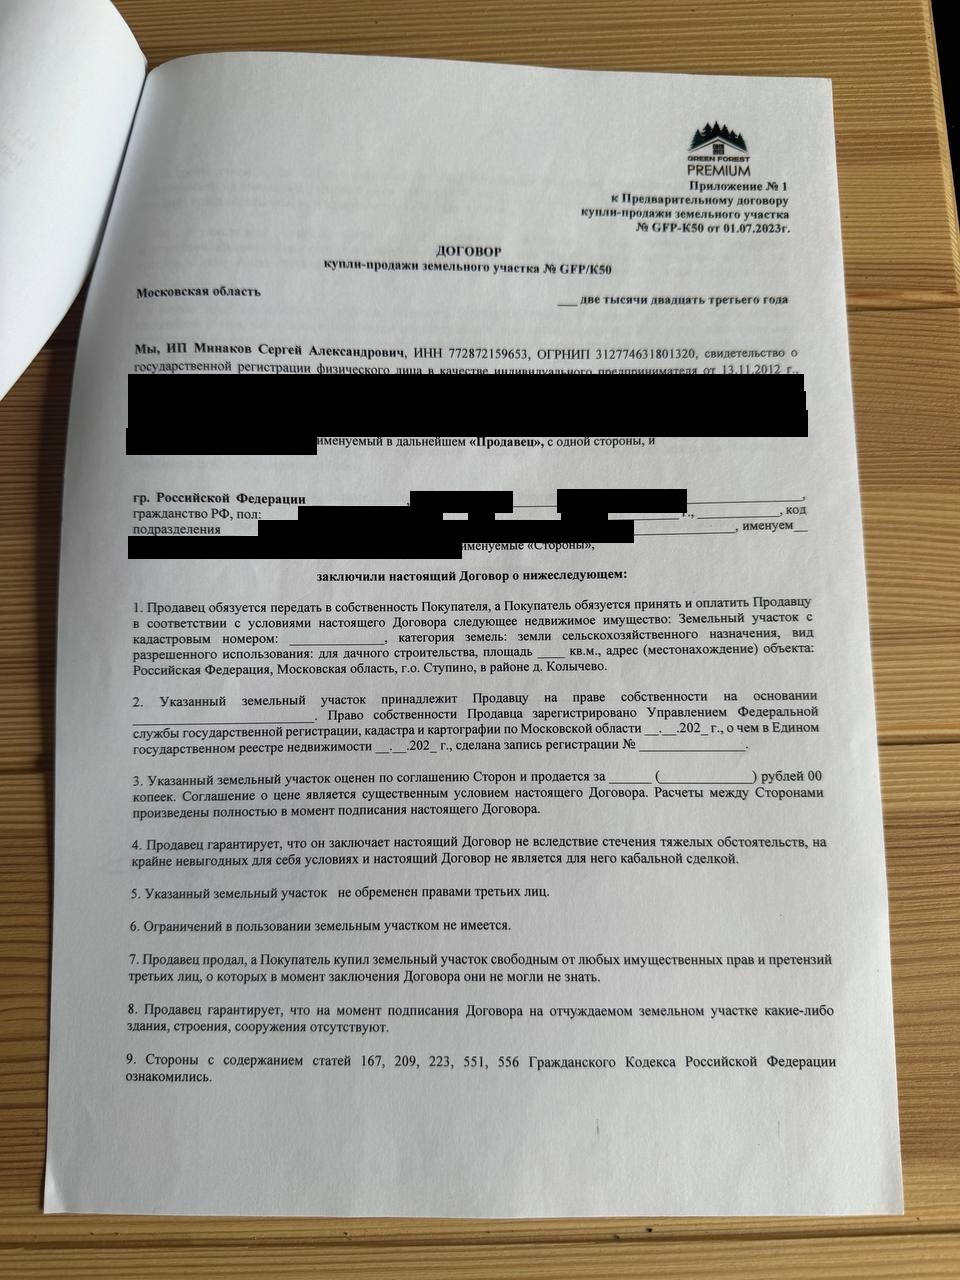 GREEN FOREST
PREMIUM
Приложение № 1
к Предварительному договору
купли-продажи земельного участка
№ GFP-K50 от 01.07.2023г.
ДОГОВОР
купли-продажи земельного участка № GFP/K50
Московская область
___ две тысячи двадцать третьего года
Мы, ИП Минаков Сергей Александрович, ИНН 772872159653, ОГРНИП 312774631801320, свидетельство о
государственной регистрации физического лица в качестве индивидуального предпринимателя от 13.11.2012 г.,
именуемый в дальнейшем «Продавец», с одной стороны, и
гр. Российской Федерации
гражданство РФ, пол: г., ____________, код
подразделения , именуем__
именуемые «Стороны»,
заключили настоящий Договор о нижеследующем:
1. Продавец обязуется передать в собственность Покупателя, а Покупатель обязуется принять и оплатить Продавцу
в соответствии с условиями настоящего Договора следующее недвижимое имущество: Земельный участок с
кадастровым номером: ______________, категория земель: земли сельскохозяйственного назначения, вид
разрешенного использования: для дачного строительства, площадь ____ кв.м., адрес (местонахождение) объекта:
Российская Федерация, Московская область, г.о. Ступино, в районе д. Колычево.
2. Указанный земельный участок принадлежит Продавцу на праве собственности на основании
____________________________. Право собственности Продавца зарегистрировано Управлением Федеральной
службы государственной регистрации, кадастра и картографии по Московской области __.__.202_ г., о чем в Едином
государственном реестре недвижимости __.__.202_ г., сделана запись регистрации № ________________.
3. Указанный земельный участок оценен по соглашению Сторон и продается за ______ (______________) рублей 00
копеек. Соглашение о цене является существенным условием настоящего Договора. Расчеты между Сторонами
произведены полностью в момент подписания настоящего Договора.
4. Продавец гарантирует, что он заключает настоящий Договор не вследствие стечения тяжелых обстоятельств, на
крайне невыгодных для себя условиях и настоящий Договор не является для него кабальной сделкой.
5. Указанный земельный участок не обременен правами третьих лиц.
6. Ограничений в пользовании земельным участком не имеется.
7. Продавец продал, а Покупатель купил земельный участок свободным от любых имущественных прав и претензий
третьих лиц, о которых в момент заключения Договора они не могли не знать.
8. Продавец гарантирует, что на момент подписания Договора на отчуждаемом земельном участке какие-либо
здания, строения, сооружения отсутствуют.
9. Стороны с содержанием статей 167, 209, 223, 551, 556 Гражданского Кодекса Российской Федерации
ознакомились.